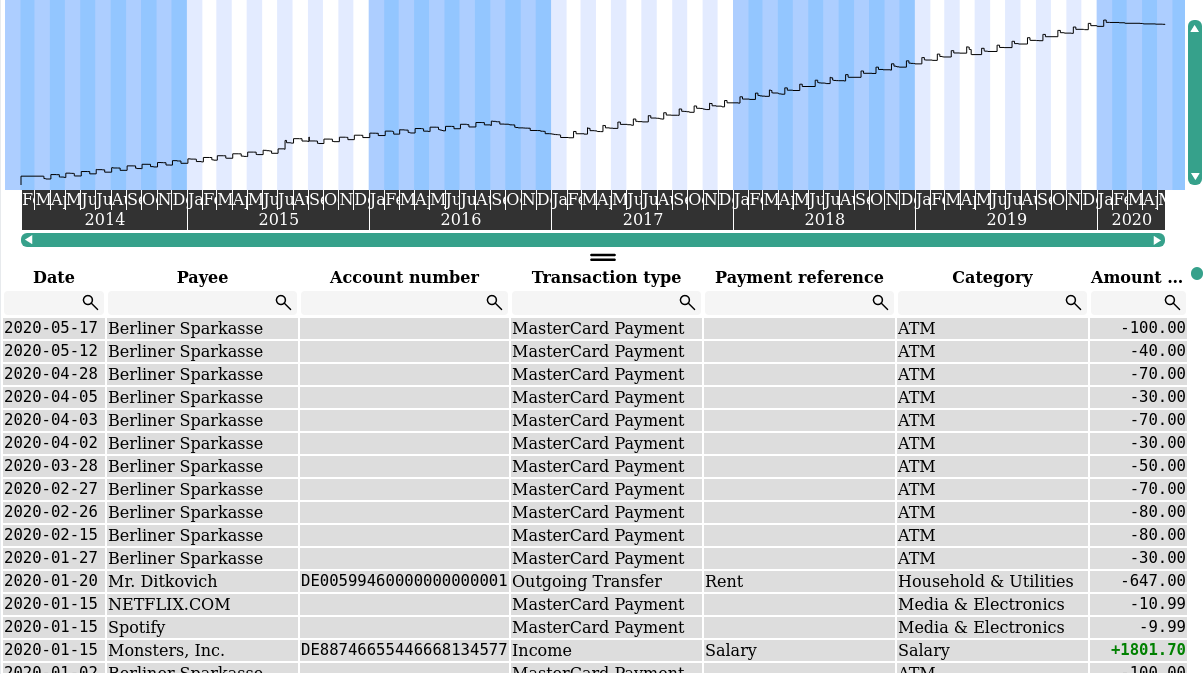 2014 2015 2016 2017 2018 2019 2020
Date Payee Account number Transaction type Payment reference Category Amount ...
2020-05-17 Berliner Sparkasse MasterCard Payment ATM -100.00
2020-05-12 Berliner Sparkasse MasterCard Payment ATM -40.00
2020-04-28 Berliner Sparkasse MasterCard Payment ATM -70.00
2020-04-05 Berliner Sparkasse MasterCard Payment ATM -30.00
2020-04-03 Berliner Sparkasse MasterCard Payment ATM -70.00
2020-04-02 Berliner Sparkasse MasterCard Payment ATM -30.00
2020-03-28 Berliner Sparkasse MasterCard Payment ATM -50.00
2020-02-27 Berliner Sparkasse MasterCard Payment ATM -70.00
2020-02-26 Berliner Sparkasse MasterCard Payment ATM -80.00
2020-02-15 Berliner Sparkasse MasterCard Payment ATM -80.00
2020-01-27 Berliner Sparkasse MasterCard Payment ATM -30.00
2020-01-20 Mr. Ditkovich DE00599460000000000001 Outgoing Transfer Rent Household & Utilities -647.00
2020-01-15 NETFLIX.COM MasterCard Payment Media & Electronics -10.99
2020-01-15 Spotify MasterCard Payment Media & Electronics -9.99
2020-01-15 Monsters, Inc. DE88746655446668134577 Income Salary Salary +1801.70
2020-01-02 Berliner Sparkasse MasterCard Payment ATM -100.00